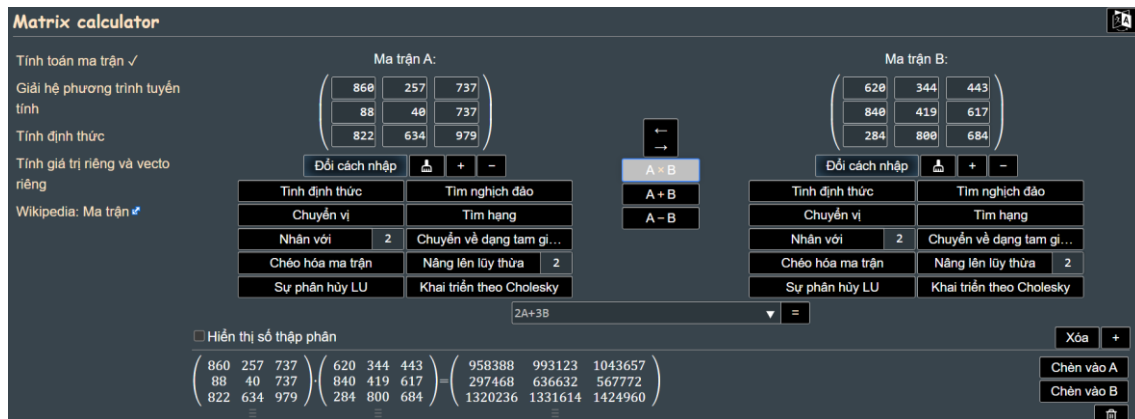 Matrix calculator
Tính toán ma trận ✓
Giải hệ phương trình tuyến
tính
Tính định thức
Tính giá trị riêng và vecto
riêng
Wikipedia: Ma trận
Ma trận A:
860 257 737
88 40 737
822 634 979
Đổi cách nhập + −
Tính định thức Tìm nghịch đảo
Chuyển vị Tìm hạng
Nhân với 2 Chuyển về dạng tam gi...
Chéo hóa ma trận Nâng lên lũy thừa 2
Sự phân hủy LU Khai triển theo Cholesky
←
→
A × B
A + B
A − B
Ma trận B:
620 344 443
840 419 617
284 800 684
Đổi cách nhập + −
Tính định thức Tìm nghịch đảo
Chuyển vị Tìm hạng
Nhân với 2 Chuyển về dạng tam gi...
Chéo hóa ma trận Nâng lên lũy thừa 2
Sự phân hủy LU Khai triển theo Cholesky
2A+3B =
Hiển thị số thập phân Xóa +
860 257 737 620 344 443 958388 993123 1043657
88 40 737 · 840 419 617 = 297468 636632 567772
822 634 979 284 800 684 1320236 1331614 1424960
Chèn vào A
Chèn vào B